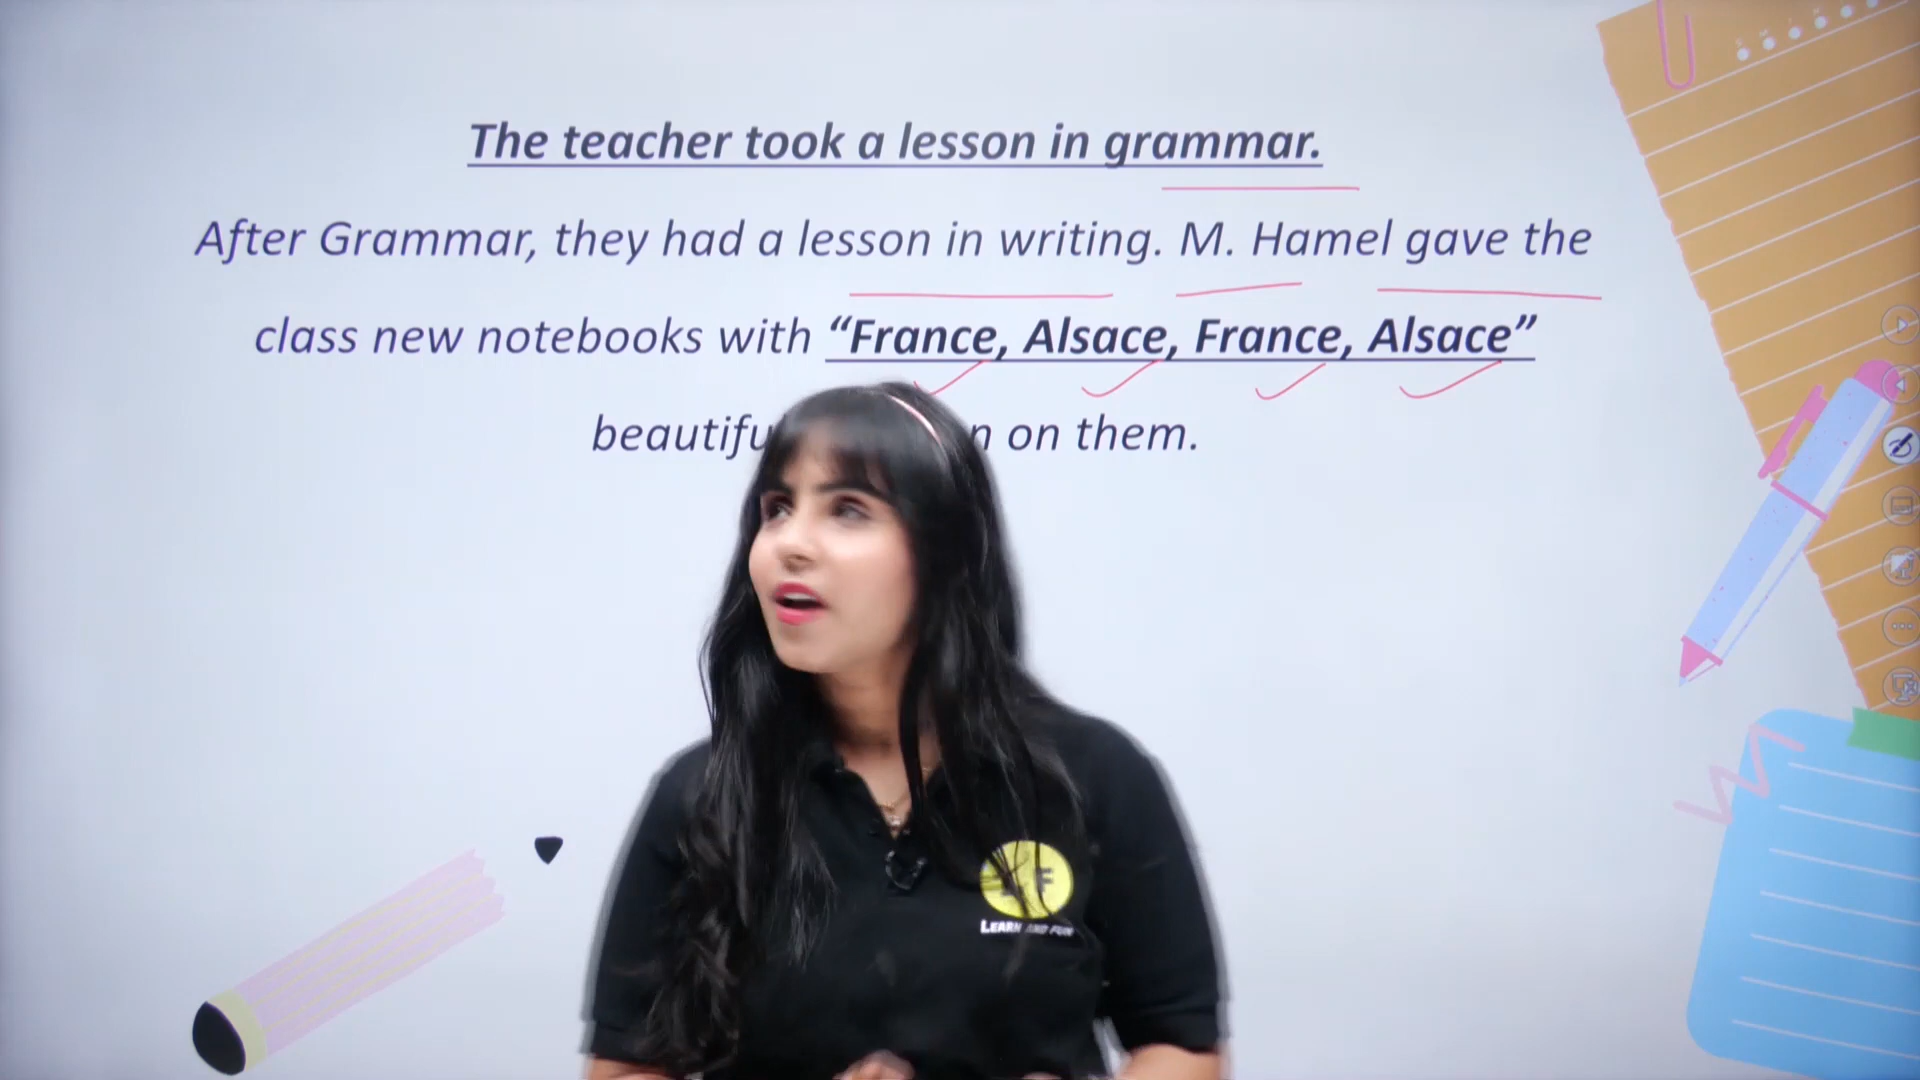 The teacher took a lesson in grammar.
After Grammar, they had a lesson in writing. M. Hamel gave the
class new notebooks with “France, Alsace, France, Alsace”
on them.
LEARN AND FUN